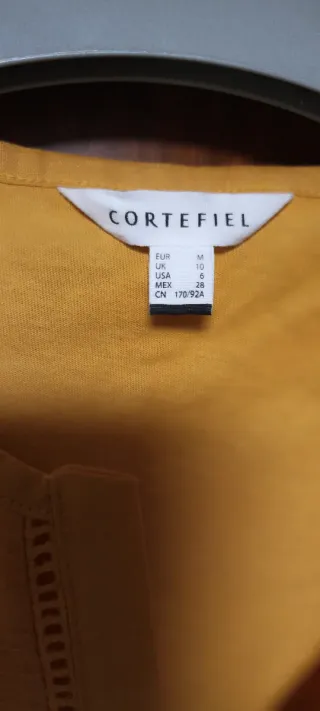 CORTEFIEL
EUR M
UK 10
USA 6
MEX 28
CN 170/92A